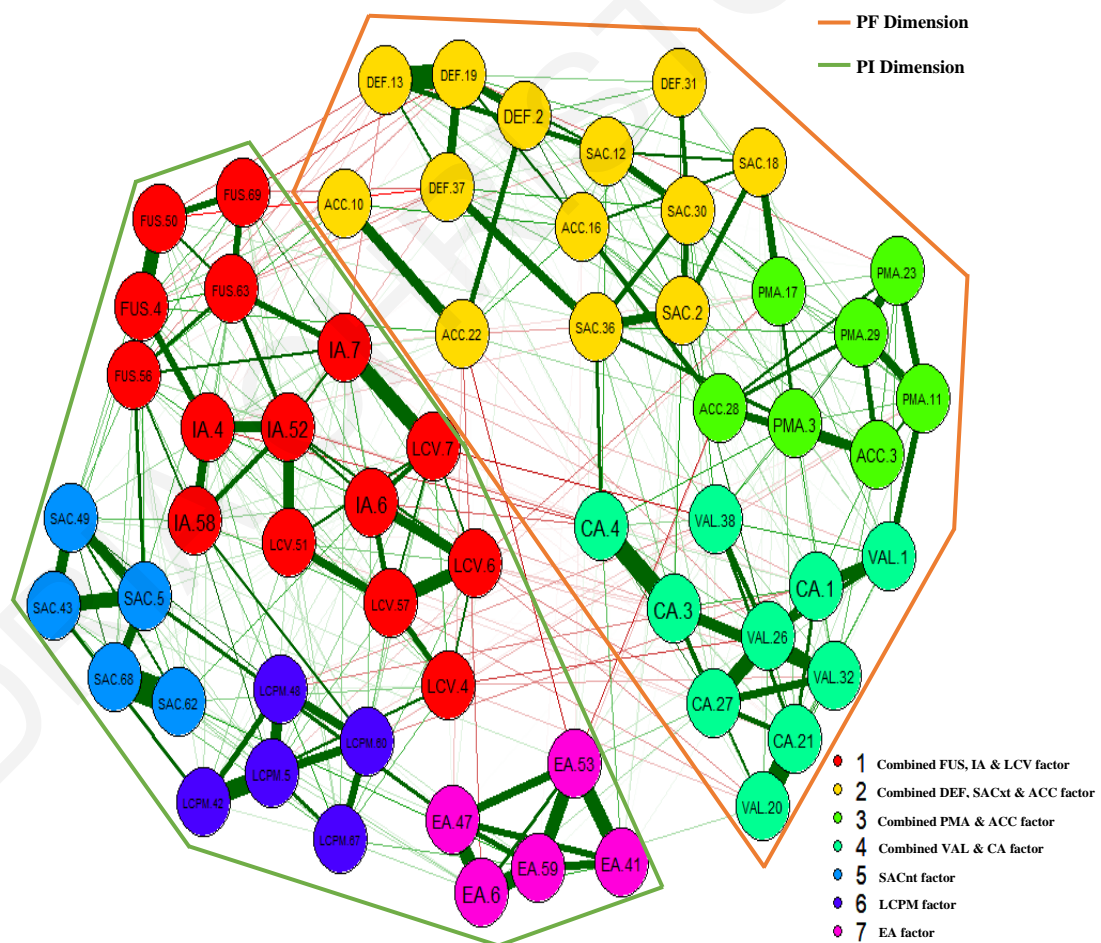 PF Dimension
PI Dimension
DEF.13
DEF.19
DEF.2
DEF.31
SAC.12
SAC.18
DEF.37
ACC.10
SAC.30
ACC.16
FUS.69
FUS.50
FUS.63
FUS.4
FUS.56
ACC.22
SAC.36
SAC.2
PMA.17
PMA.23
PMA.29
PMA.11
ACC.28
PMA.3
ACC.3
IA.7
IA.4
IA.52
LCV.7
IA.6
IA.58
LCV.51
LCV.6
LCV.57
LCV.4
SAC.49
SAC.43
SAC.5
SAC.68
SAC.62
CA.4
VAL.38
VAL.1
CA.1
CA.3
VAL.26
VAL.32
CA.27
CA.21
VAL.20
LCPM.48
LCPM.60
LCPM.5
LCPM.42
LCPM.67
EA.53
EA.47
EA.59
EA.41
EA.6
1 Combined FUS, IA & LCV factor
2 Combined DEF, SACxt & ACC factor
3 Combined PMA & ACC factor
4 Combined VAL & CA factor
5 SACnt factor
6 LCPM factor
7 EA factor